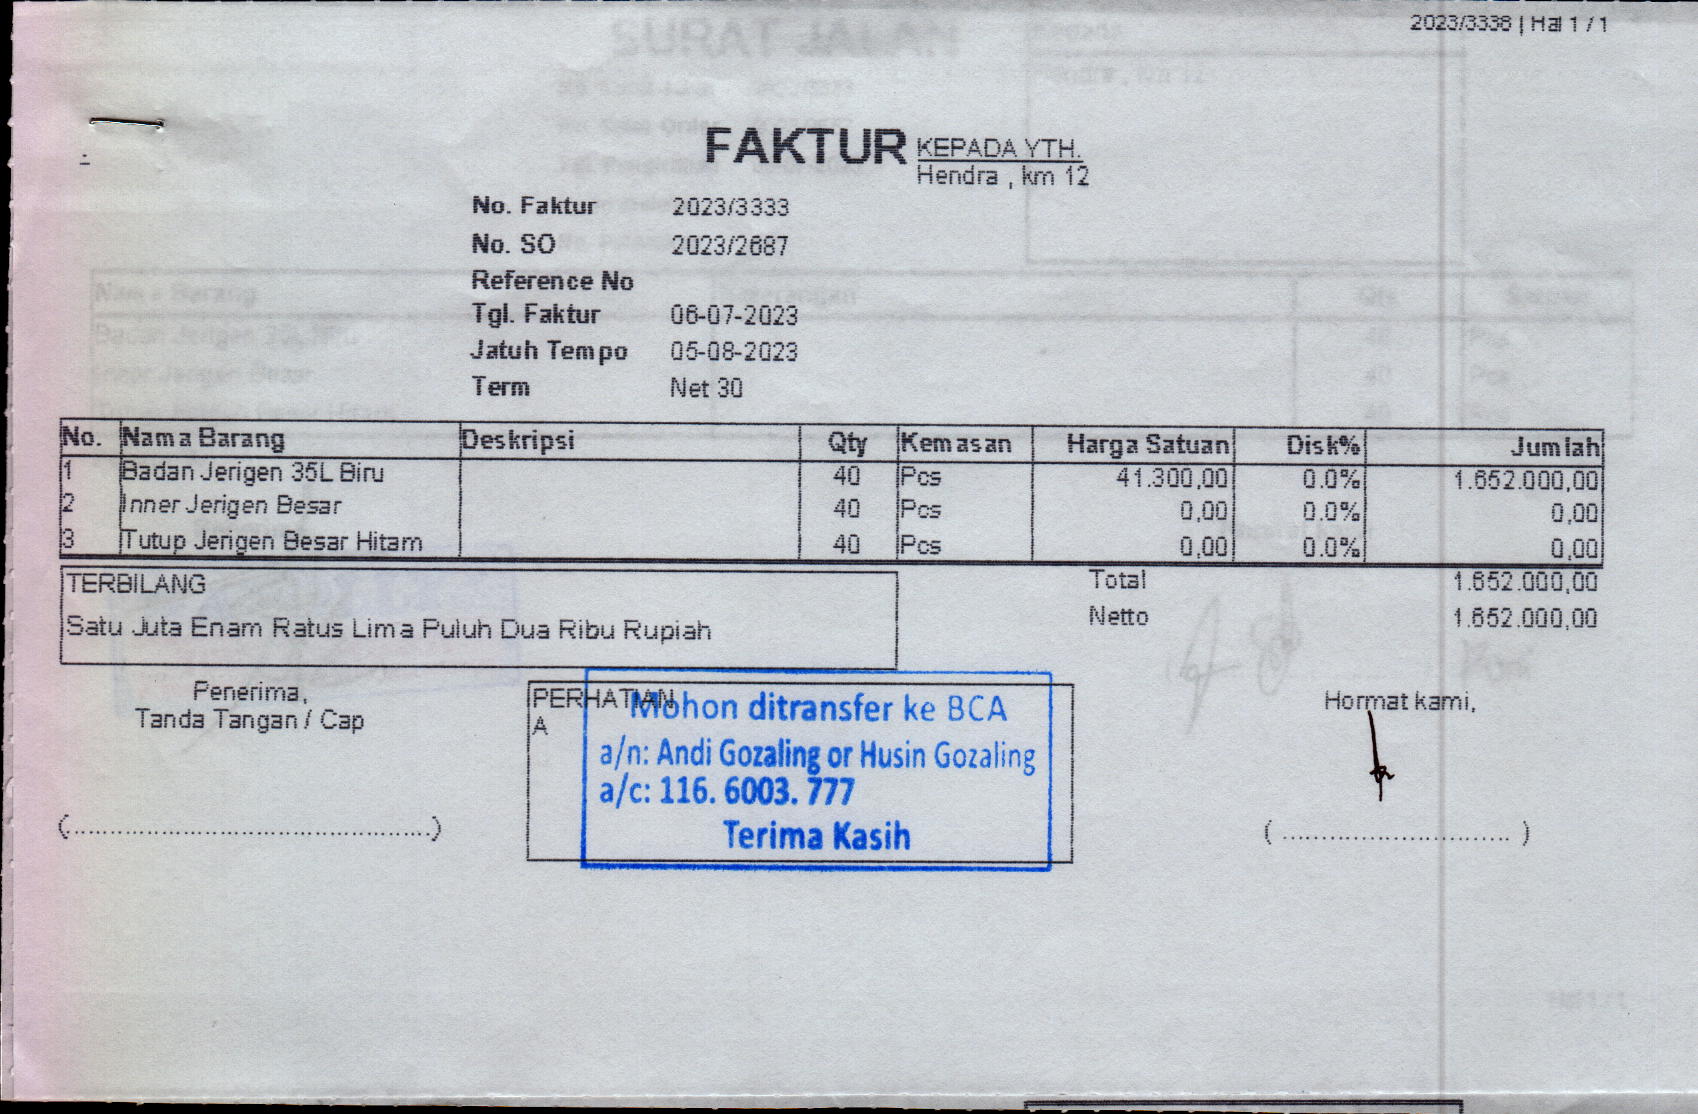 2023/3338 | Hal 1 / 1
FAKTUR
KEPADA YTH.
Hendra , km 12
No. Faktur 2023/3333
No. SO 2023/2687
Reference No
Tgl. Faktur 06-07-2023
Jatuh Tempo 05-08-2023
Term Net 30
No. Nama Barang Deskripsi Qty Kemasan Harga Satuan Disk% Jumlah
1 Badan Jerigen 35L Biru 40 Pcs 41.300,00 0.0% 1.652.000,00
2 Inner Jerigen Besar 40 Pcs 0,00 0.0% 0,00
3 Tutup Jerigen Besar Hitam 40 Pcs 0,00 0.0% 0,00
TERBILANG
Satu Juta Enam Ratus Lima Puluh Dua Ribu Rupiah
Total 1.652.000,00
Netto 1.652.000,00
Penerima,
Tanda Tangan / Cap
PERHATIAN
A
Mohon ditransfer ke BCA
a/n: Andi Gozaling or Husin Gozaling
a/c: 116. 6003. 777
Terima Kasih
Hormat kami,